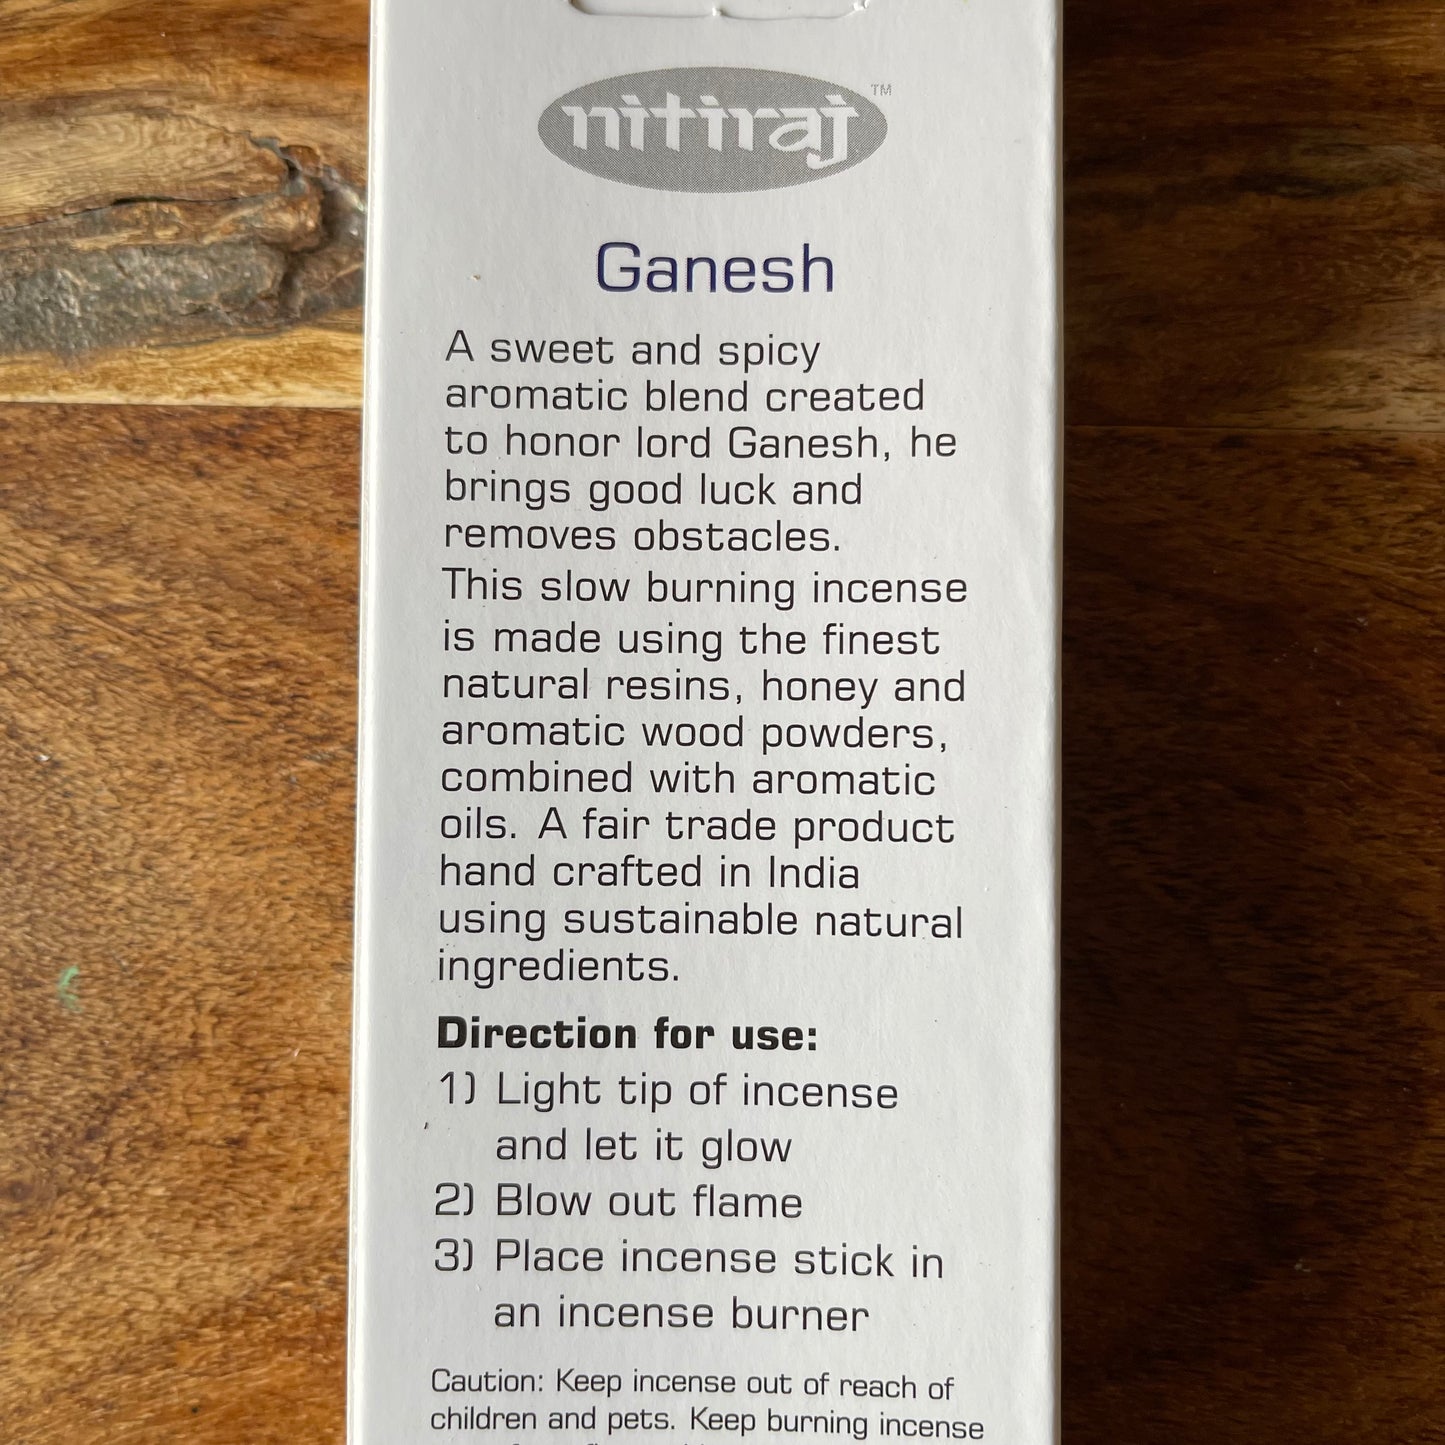 nitiraj™
Ganesh
A sweet and spicy
aromatic blend created
to honor lord Ganesh, he
brings good luck and
removes obstacles.
This slow burning incense
is made using the finest
natural resins, honey and
aromatic wood powders,
combined with aromatic
oils. A fair trade product
hand crafted in India
using sustainable natural
ingredients.
Direction for use:
1) Light tip of incense
and let it glow
2) Blow out flame
3) Place incense stick in
an incense burner
Caution: Keep incense out of reach of
children and pets. Keep burning incense